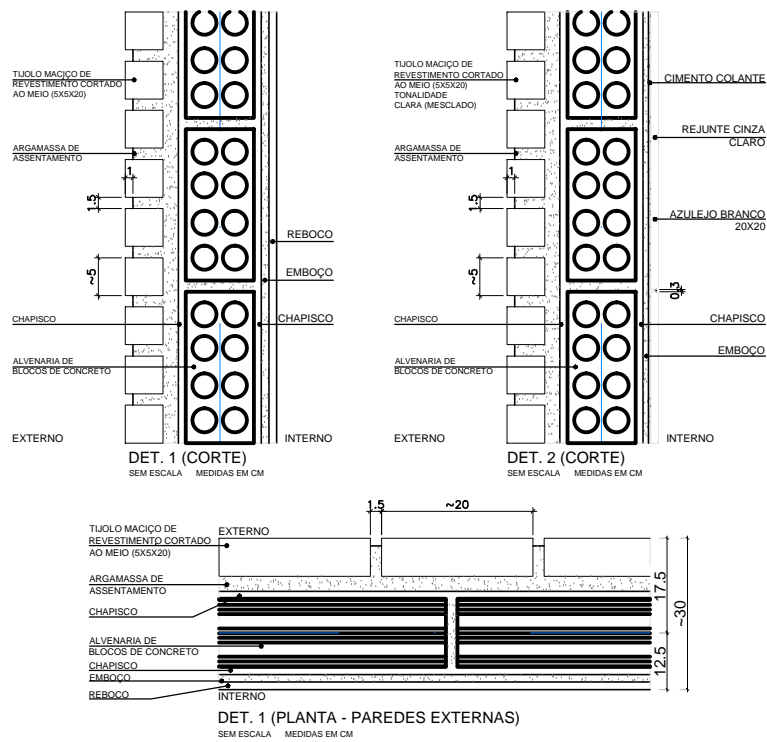 TIJOLO MACIÇO DE
REVESTIMENTO CORTADO
AO MEIO (5X5X20)
ARGAMASSA DE
ASSENTAMENTO
1
1.5
~5
CHAPISCO
ALVENARIA DE
BLOCOS DE CONCRETO
EXTERNO
REBOCO
EMBOÇO
CHAPISCO
INTERNO
DET. 1 (CORTE)
SEM ESCALA MEDIDAS EM CM
TIJOLO MACIÇO DE
REVESTIMENTO CORTADO
AO MEIO (5X5X20)
TONALIDADE
CLARA (MESCLADO)
ARGAMASSA DE
ASSENTAMENTO
1
1.5
~5
CHAPISCO
ALVENARIA DE
BLOCOS DE CONCRETO
EXTERNO
CIMENTO COLANTE
REJUNTE CINZA
CLARO
AZULEJO BRANCO
20X20
0.3
CHAPISCO
EMBOÇO
INTERNO
DET. 2 (CORTE)
SEM ESCALA MEDIDAS EM CM
1.5
~20
TIJOLO MACIÇO DE
REVESTIMENTO CORTADO
AO MEIO (5X5X20)
EXTERNO
ARGAMASSA DE
ASSENTAMENTO
CHAPISCO
ALVENARIA DE
BLOCOS DE CONCRETO
CHAPISCO
EMBOÇO
REBOCO
INTERNO
17.5
12.5
~30
DET. 1 (PLANTA - PAREDES EXTERNAS)
SEM ESCALA MEDIDAS EM CM